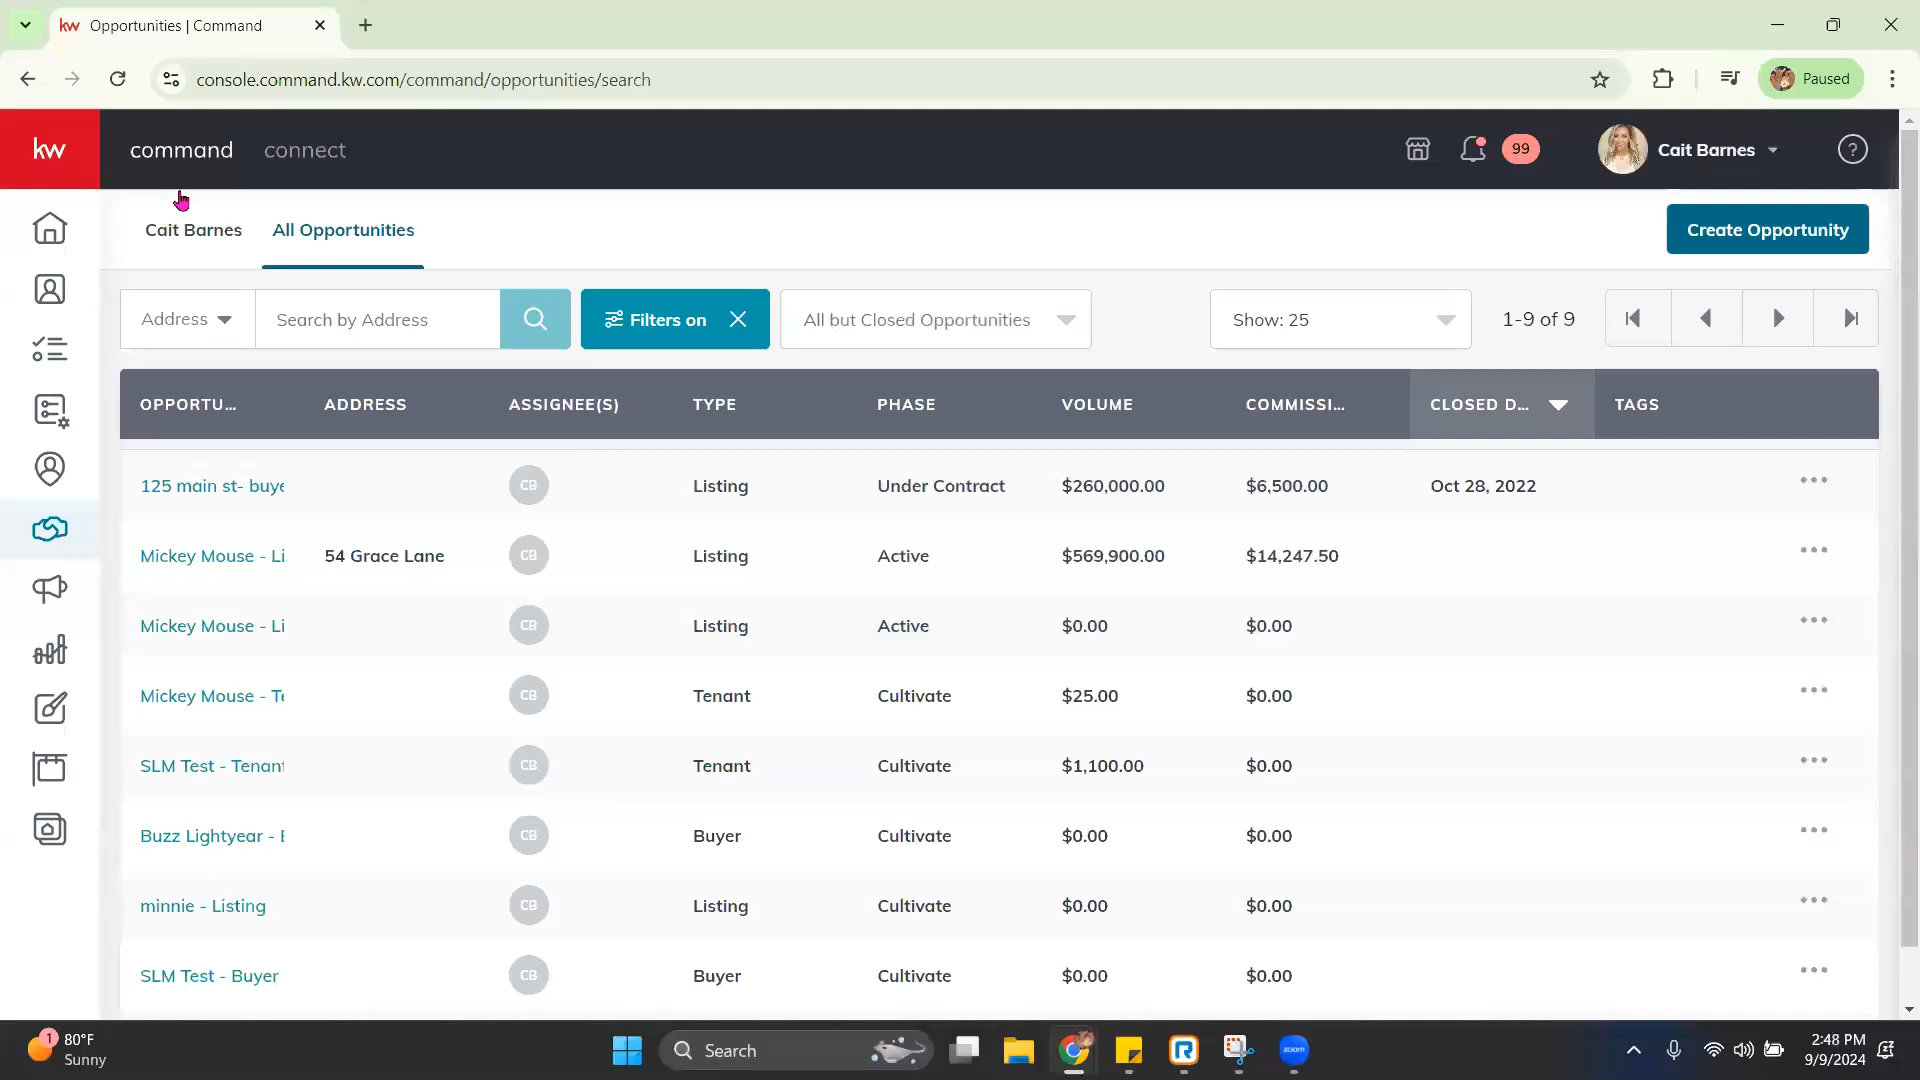 Opportunities | Command
console.command.kw.com/command/opportunities/search
Paused
kw
command
connect
99
Cait Barnes
?
Cait Barnes
All Opportunities
Create Opportunity
Address
Search by Address
Filters on
All but Closed Opportunities
Show: 25
1-9 of 9
OPPORTU... ADDRESS ASSIGNEE(S) TYPE PHASE VOLUME COMMISSI... CLOSED D... TAGS
125 main st- buye CB Listing Under Contract $260,000.00 $6,500.00 Oct 28, 2022
Mickey Mouse - Li 54 Grace Lane CB Listing Active $569,900.00 $14,247.50
Mickey Mouse - Li CB Listing Active $0.00 $0.00
Mickey Mouse - Te CB Tenant Cultivate $25.00 $0.00
SLM Test - Tenant CB Tenant Cultivate $1,100.00 $0.00
Buzz Lightyear - B CB Buyer Cultivate $0.00 $0.00
minnie - Listing CB Listing Cultivate $0.00 $0.00
SLM Test - Buyer CB Buyer Cultivate $0.00 $0.00
1
80°F
Sunny
Search
zoom
2:48 PM
9/9/2024